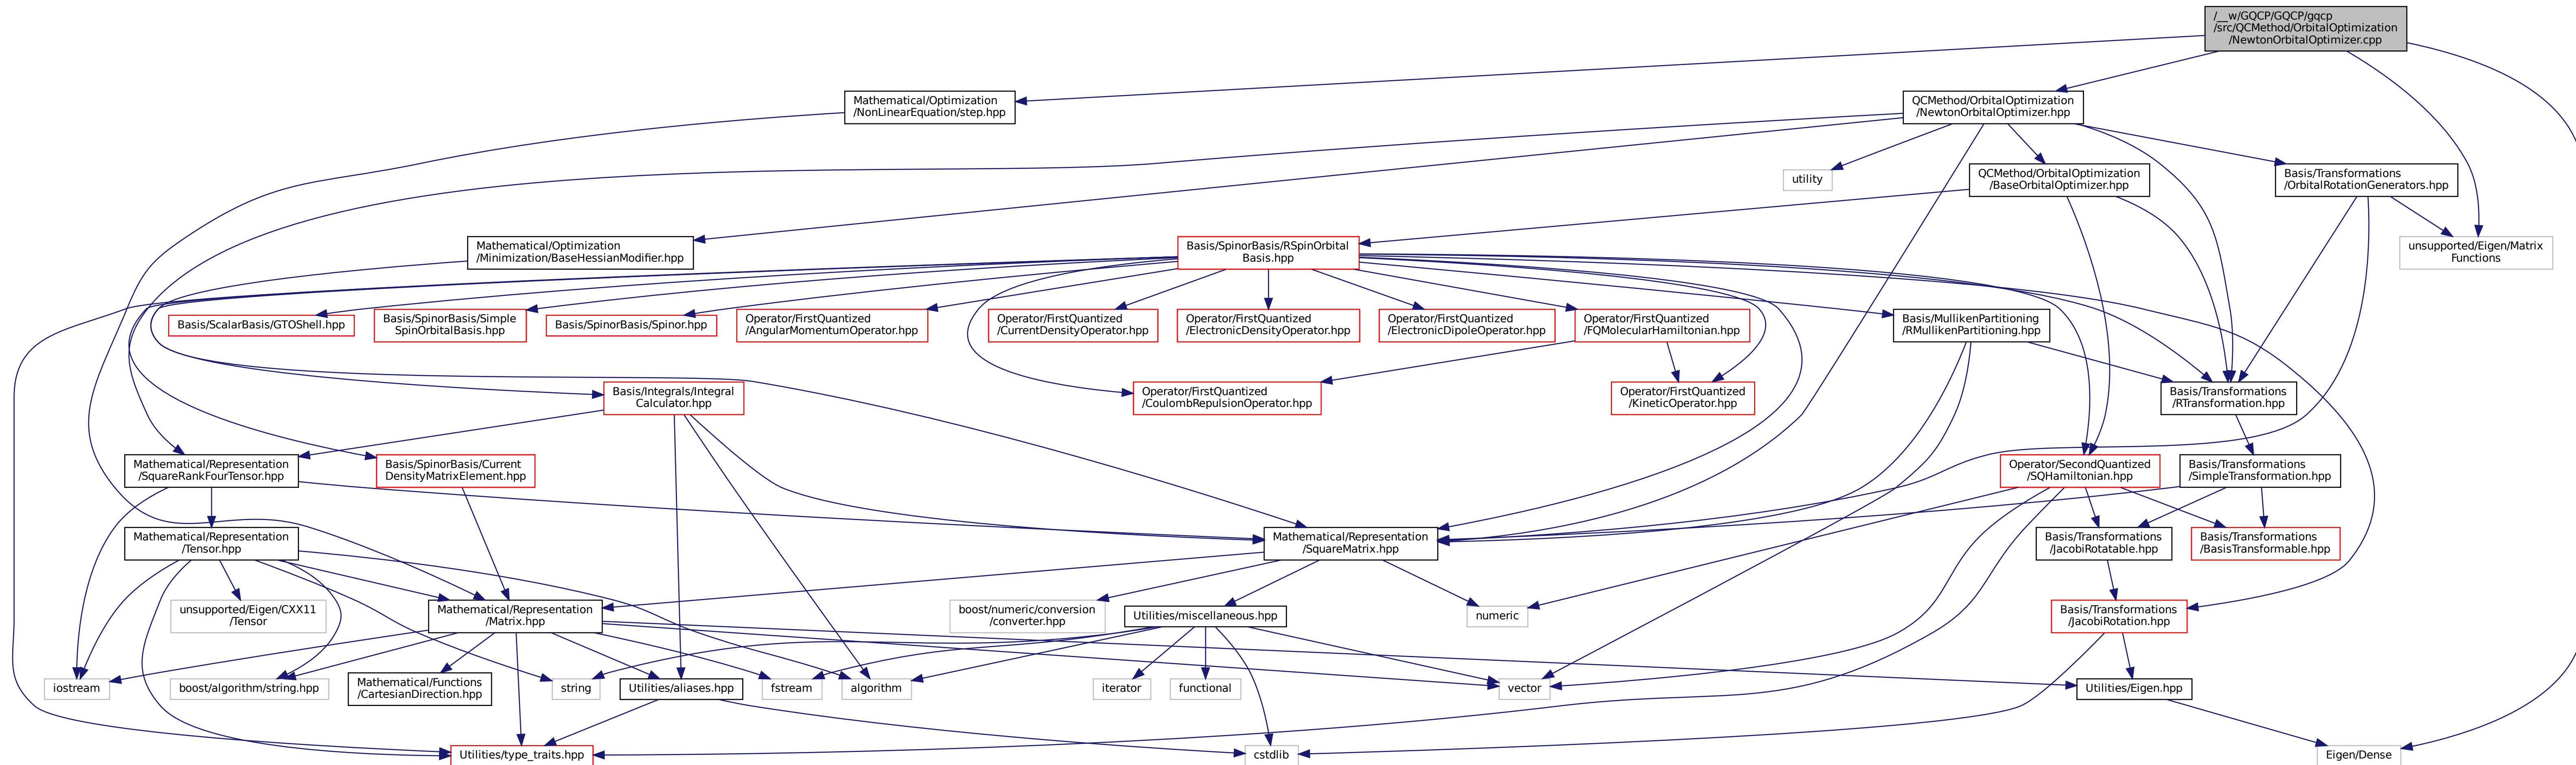 /__w/GQCP/GQCP/gqcp
/src/QCMethod/OrbitalOptimization
/NewtonOrbitalOptimizer.cpp
Mathematical/Optimization
/NonLinearEquation/step.hpp
QCMethod/OrbitalOptimization
/NewtonOrbitalOptimizer.hpp
utility
QCMethod/OrbitalOptimization
/BaseOrbitalOptimizer.hpp
Basis/Transformations
/OrbitalRotationGenerators.hpp
Mathematical/Optimization
/Minimization/BaseHessianModifier.hpp
Basis/SpinorBasis/RSpinOrbital
Basis.hpp
unsupported/Eigen/Matrix
Functions
Basis/ScalarBasis/GTOShell.hpp
Basis/SpinorBasis/Simple
SpinOrbitalBasis.hpp
Basis/SpinorBasis/Spinor.hpp
Operator/FirstQuantized
/AngularMomentumOperator.hpp
Operator/FirstQuantized
/CurrentDensityOperator.hpp
Operator/FirstQuantized
/ElectronicDensityOperator.hpp
Operator/FirstQuantized
/ElectronicDipoleOperator.hpp
Operator/FirstQuantized
/FQMolecularHamiltonian.hpp
Basis/MullikenPartitioning
/RMullikenPartitioning.hpp
Basis/Integrals/Integral
Calculator.hpp
Operator/FirstQuantized
/CoulombRepulsionOperator.hpp
Operator/FirstQuantized
/KineticOperator.hpp
Basis/Transformations
/RTransformation.hpp
Mathematical/Representation
/SquareRankFourTensor.hpp
Basis/SpinorBasis/Current
DensityMatrixElement.hpp
Operator/SecondQuantized
/SQHamiltonian.hpp
Basis/Transformations
/SimpleTransformation.hpp
Mathematical/Representation
/Tensor.hpp
Mathematical/Representation
/SquareMatrix.hpp
Basis/Transformations
/JacobiRotatable.hpp
Basis/Transformations
/BasisTransformable.hpp
unsupported/Eigen/CXX11
/Tensor
Mathematical/Representation
/Matrix.hpp
boost/numeric/conversion
/converter.hpp
Utilities/miscellaneous.hpp
numeric
Basis/Transformations
/JacobiRotation.hpp
iostream
boost/algorithm/string.hpp
Mathematical/Functions
/CartesianDirection.hpp
string
Utilities/aliases.hpp
fstream
algorithm
iterator
functional
vector
Utilities/Eigen.hpp
Utilities/type_traits.hpp
cstdlib
Eigen/Dense